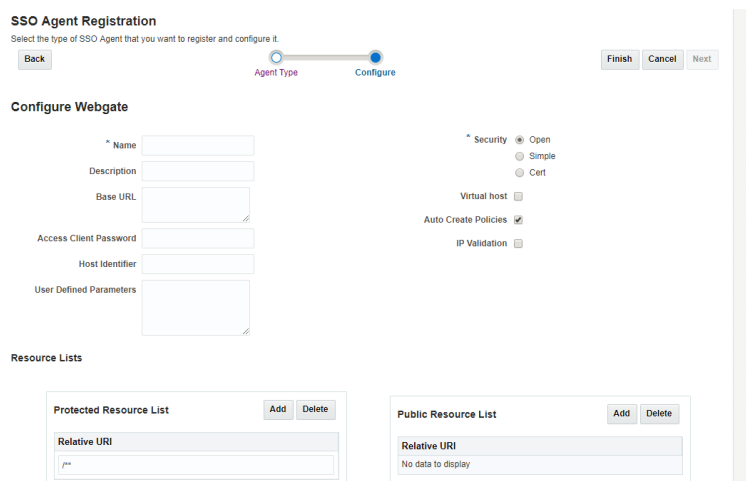 SSO Agent Registration
Select the type of SSO Agent that you want to register and configure it.
Back
Agent Type
Configure
Finish Cancel Next
Configure Webgate
* Name
Description
Base URL
Access Client Password
Host Identifier
User Defined Parameters
* Security Open
Simple
Cert
Virtual host
Auto Create Policies
IP Validation
Resource Lists
Protected Resource List Add Delete
Relative URI
/**
Public Resource List Add Delete
Relative URI
No data to display